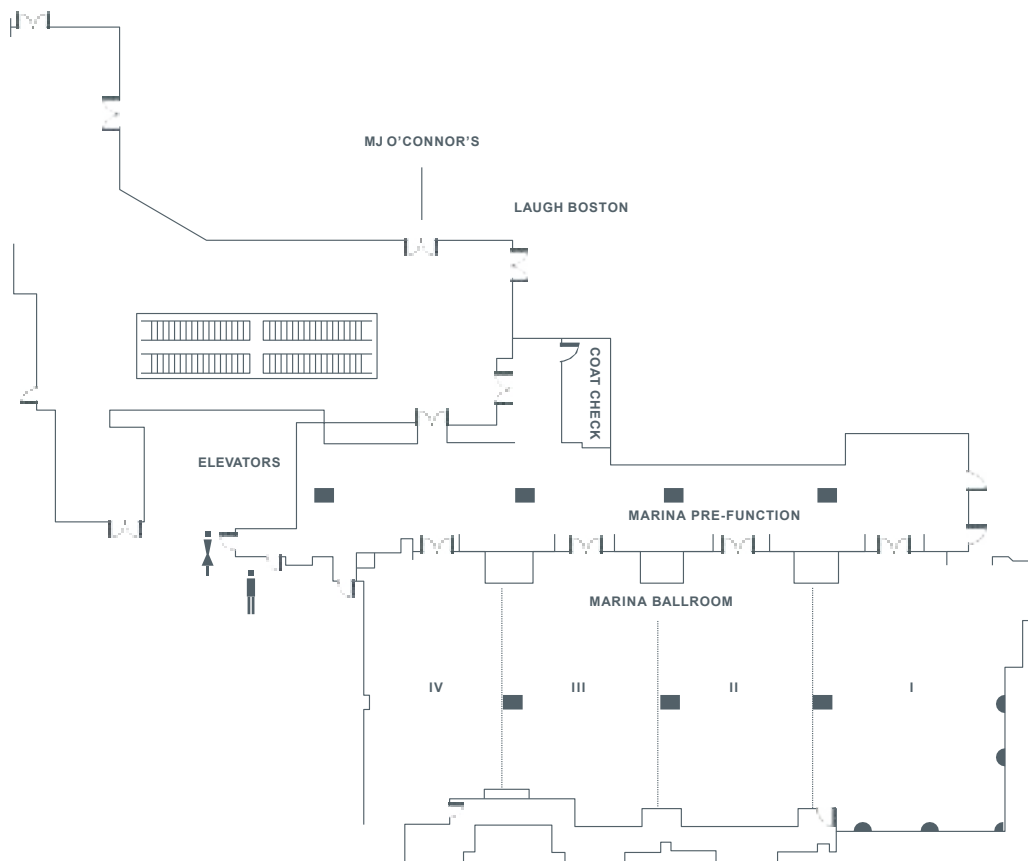 MJ O'CONNOR'S
LAUGH BOSTON
COAT CHECK
ELEVATORS
MARINA PRE-FUNCTION
MARINA BALLROOM
IV III II I